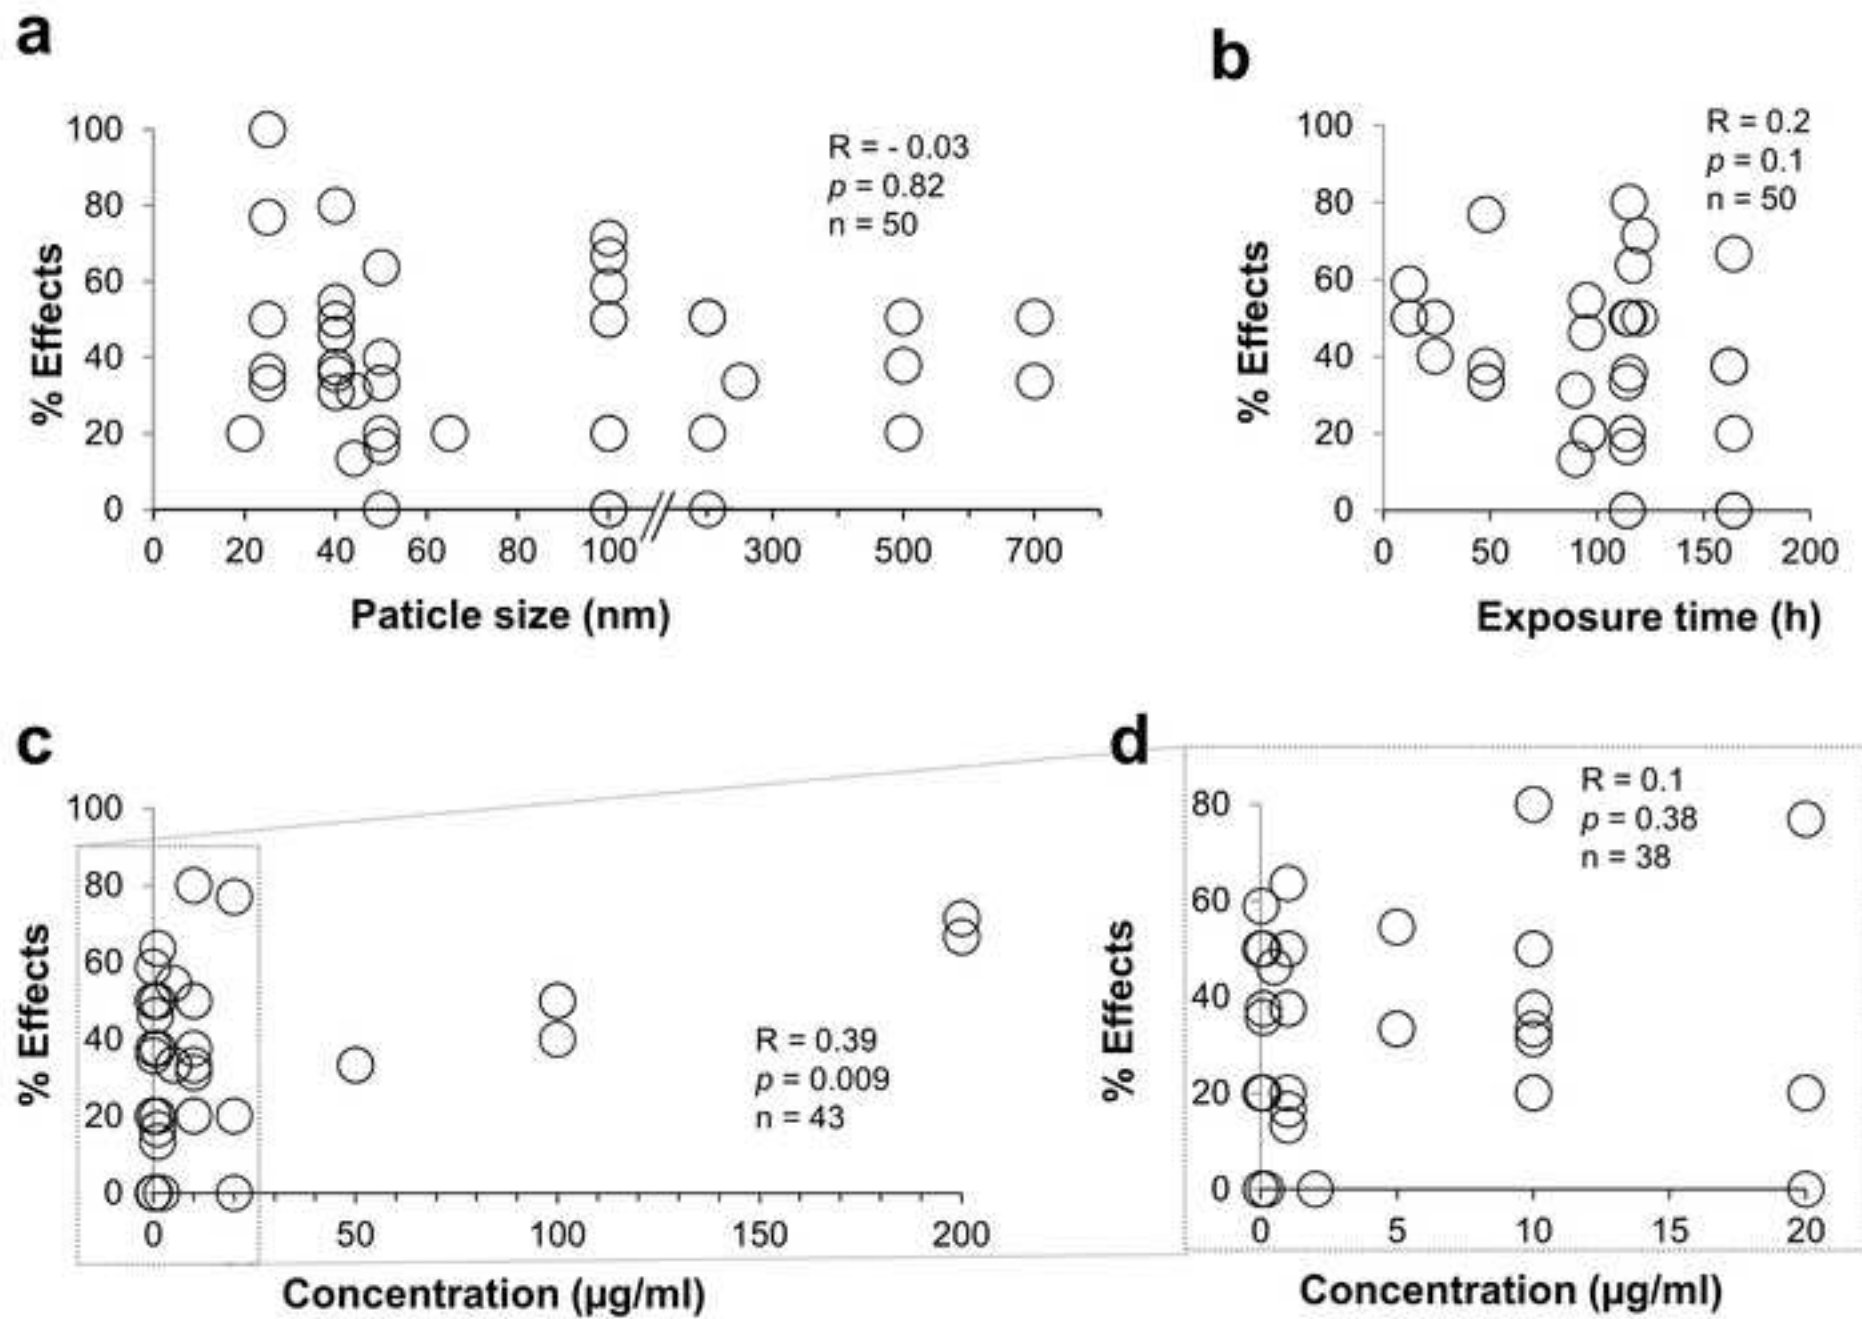 a
100
80
60
40
20
0
% Effects
R = - 0.03
p = 0.82
n = 50
0 20 40 60 80 100 300 500 700
Paticle size (nm)
b
100
80
60
40
20
0
% Effects
R = 0.2
p = 0.1
n = 50
0 50 100 150 200
Exposure time (h)
c
100
80
60
40
20
0
% Effects
R = 0.39
p = 0.009
n = 43
0 50 100 150 200
Concentration (µg/ml)
d
80
60
40
20
0
% Effects
R = 0.1
p = 0.38
n = 38
0 5 10 15 20
Concentration (µg/ml)